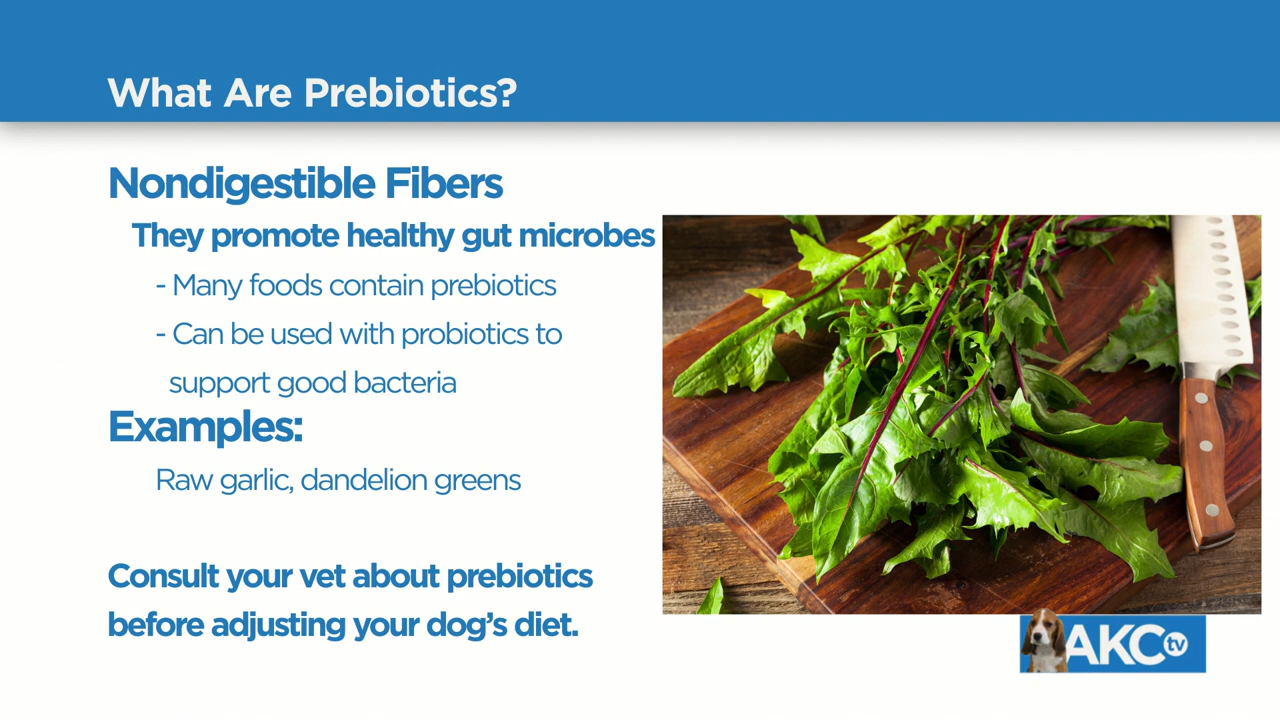 What Are Prebiotics?
Nondigestible Fibers
They promote healthy gut microbes
- Many foods contain prebiotics
- Can be used with probiotics to
support good bacteria
Examples:
Raw garlic, dandelion greens
Consult your vet about prebiotics
before adjusting your dog's diet.
AKC tv